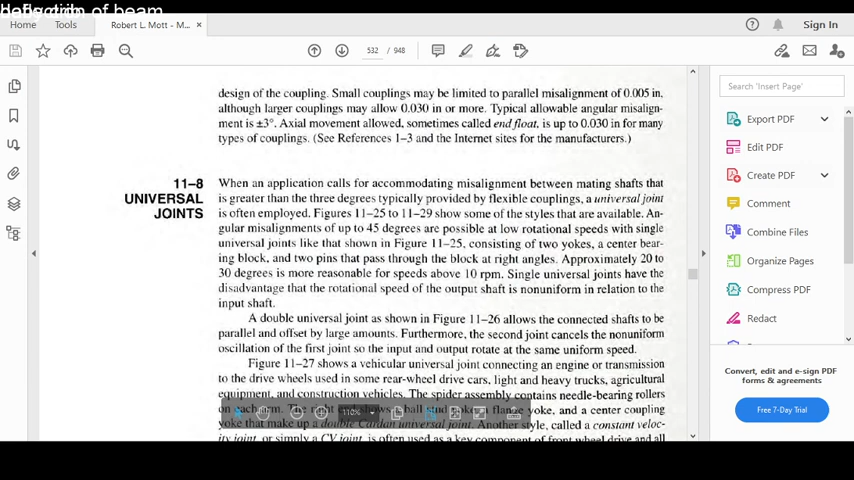 of beam
Home Tools Robert L. Mott - M... × Sign In
532 / 948
design of the coupling. Small couplings may be limited to parallel misalignment of 0.005 in,
although larger couplings may allow 0.030 in or more. Typical allowable angular misalign-
ment is ±3°. Axial movement allowed, sometimes called end float, is up to 0.030 in for many
types of couplings. (See References 1–3 and the Internet sites for the manufacturers.)
11–8
UNIVERSAL
JOINTS
When an application calls for accommodating misalignment between mating shafts that
is greater than the three degrees typically provided by flexible couplings, a universal joint
is often employed. Figures 11–25 to 11–29 show some of the styles that are available. An-
gular misalignments of up to 45 degrees are possible at low rotational speeds with single
universal joints like that shown in Figure 11–25, consisting of two yokes, a center bear-
ing block, and two pins that pass through the block at right angles. Approximately 20 to
30 degrees is more reasonable for speeds above 10 rpm. Single universal joints have the
disadvantage that the rotational speed of the output shaft is nonuniform in relation to the
input shaft.
A double universal joint as shown in Figure 11–26 allows the connected shafts to be
parallel and offset by large amounts. Furthermore, the second joint cancels the nonuniform
oscillation of the first joint so the input and output rotate at the same uniform speed.
Figure 11–27 shows a vehicular universal joint connecting an engine or transmission
to the drive wheels used in some rear-wheel drive cars, light and heavy trucks, agricultural
equipment, and construction vehicles. The spider assembly contains needle-bearing rollers
on each arm. The right end shows a ball stud yoke, a flange yoke, and a center coupling
yoke that make up a double Cardan universal joint. Another style, called a constant veloc-
ity joint, or simply a CV joint, is often used as a key component of front wheel drive and all
110%
Search 'Insert Page'
Export PDF
Edit PDF
Create PDF
Comment
Combine Files
Organize Pages
Compress PDF
Redact
Convert, edit and e-sign PDF
forms & agreements
Free 7-Day Trial